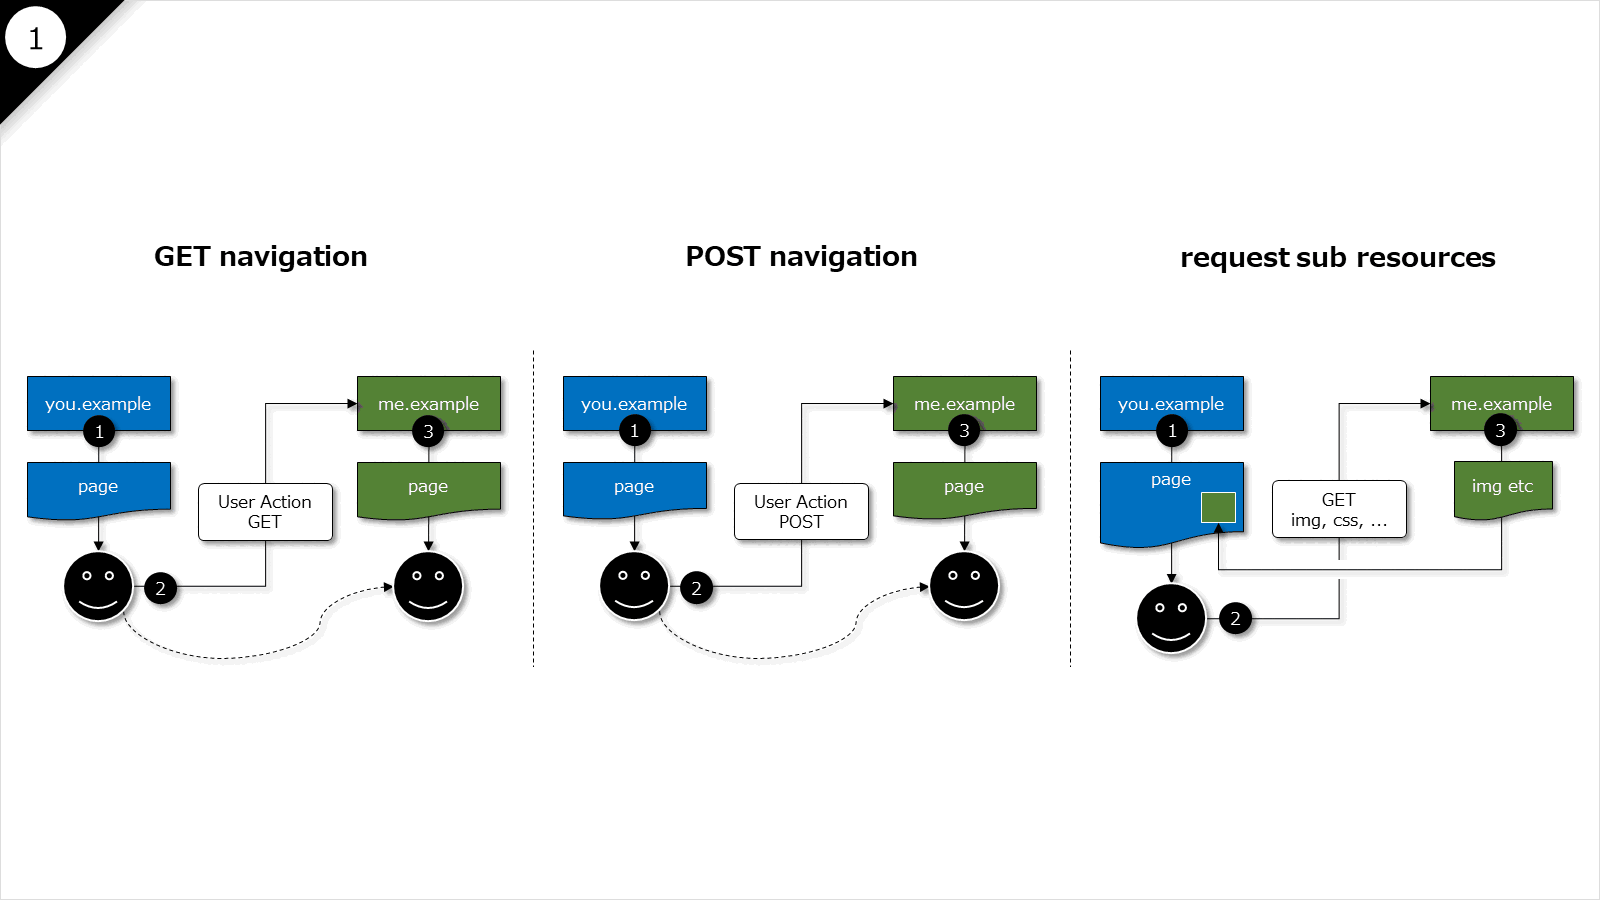 1
GET navigation
you.example
1
page
User Action
GET
2
me.example
3
page
POST navigation
you.example
1
page
User Action
POST
2
me.example
3
page
request sub resources
you.example
1
page
GET
img, css, ...
2
me.example
3
img etc